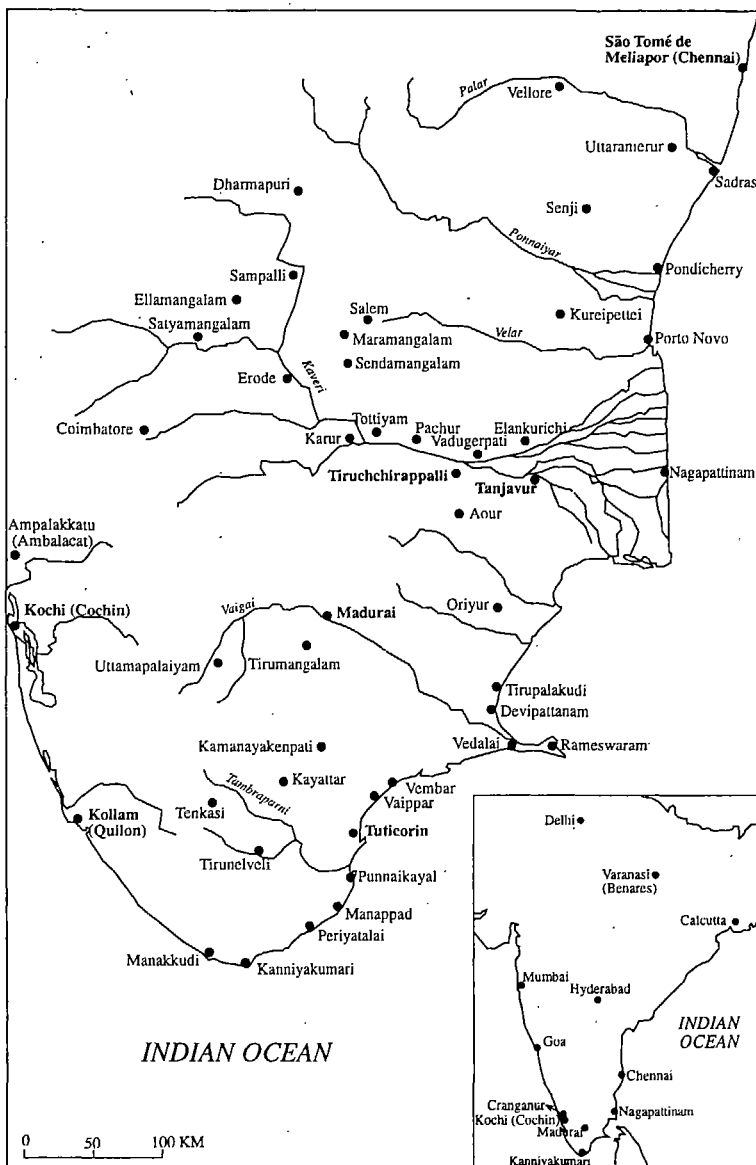 São Tomé de
Meliapor (Chennai)
Palar
Vellore
Uttaramerur
Sadras
Dharmapuri
Senji
Ponnaiyar
Sampalli
Pondicherry
Ellamangalam
Salem
Kureipettei
Satyamangalam
Maramangalam
Velar
Porto Novo
Sendamangalam
Erode
Kaveri
Coimbatore
Tottiyam
Pachur
Elankurichi
Karur
Vadugerpati
Tiruchchirappalli
Tanjavur
Nagapattinam
Aour
Ampalakkatu
(Ambalacat)
Kochi (Cochin)
Vaigai
Madurai
Oriyur
Uttamapalaiyam
Tirumangalam
Tirupalakudi
Devipattanam
Kamanayakenpati
Vedalai
Rameswaram
Kayattar
Vembar
Tambraparni
Vaippar
Tenkasi
Kollam
(Quilon)
Tuticorin
Tirunelveli
Punnaikayal
Manappad
Periyatalai
Manakkudi
Kanniyakumari
INDIAN OCEAN
0 50 100 KM
Delhi
Varanasi
(Benares)
Calcutta
Mumbai
Hyderabad
INDIAN
OCEAN
Goa
Chennai
Cranganur
Kochi (Cochin)
Nagapattinam
Madurai
Kanniyakumari